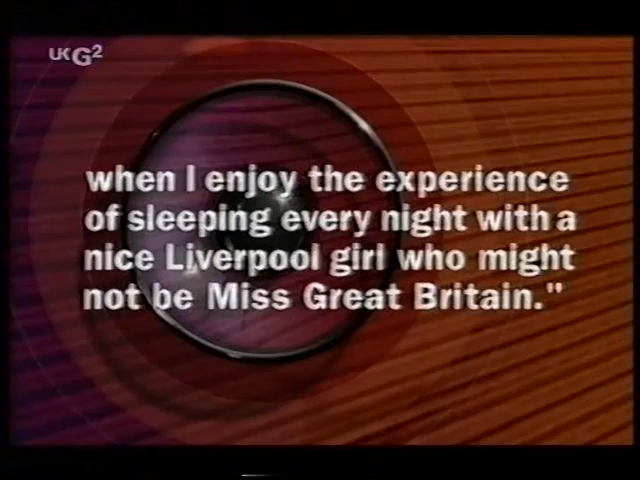 UKG2
when I enjoy the experience
of sleeping every night with a
nice Liverpool girl who might
not be Miss Great Britain."